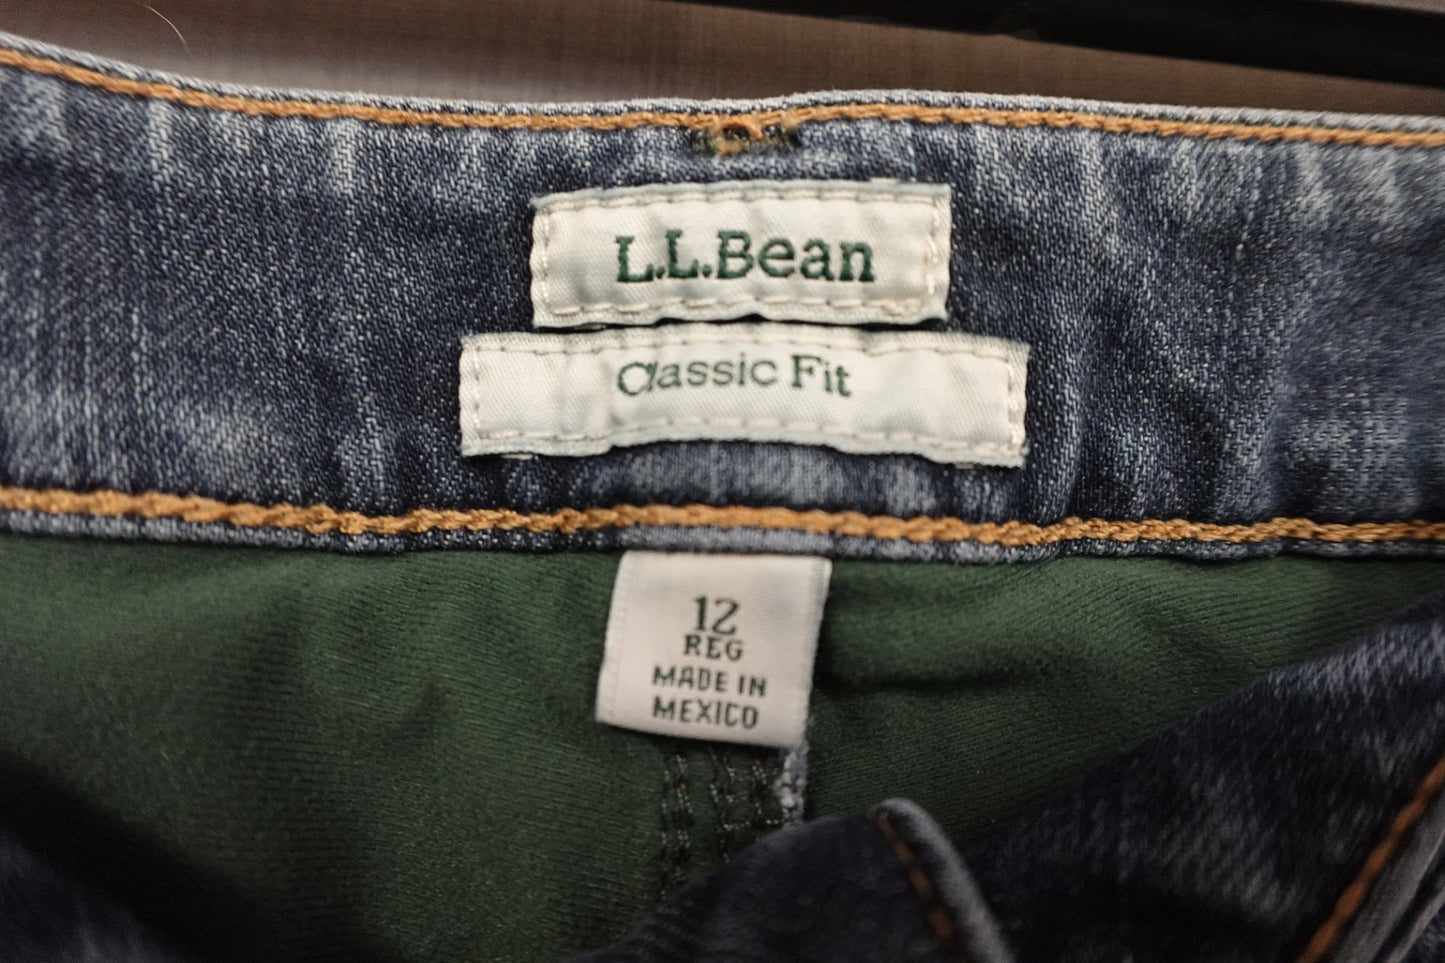 L.L.Bean
Classic Fit
12
REG
MADE IN
MEXICO